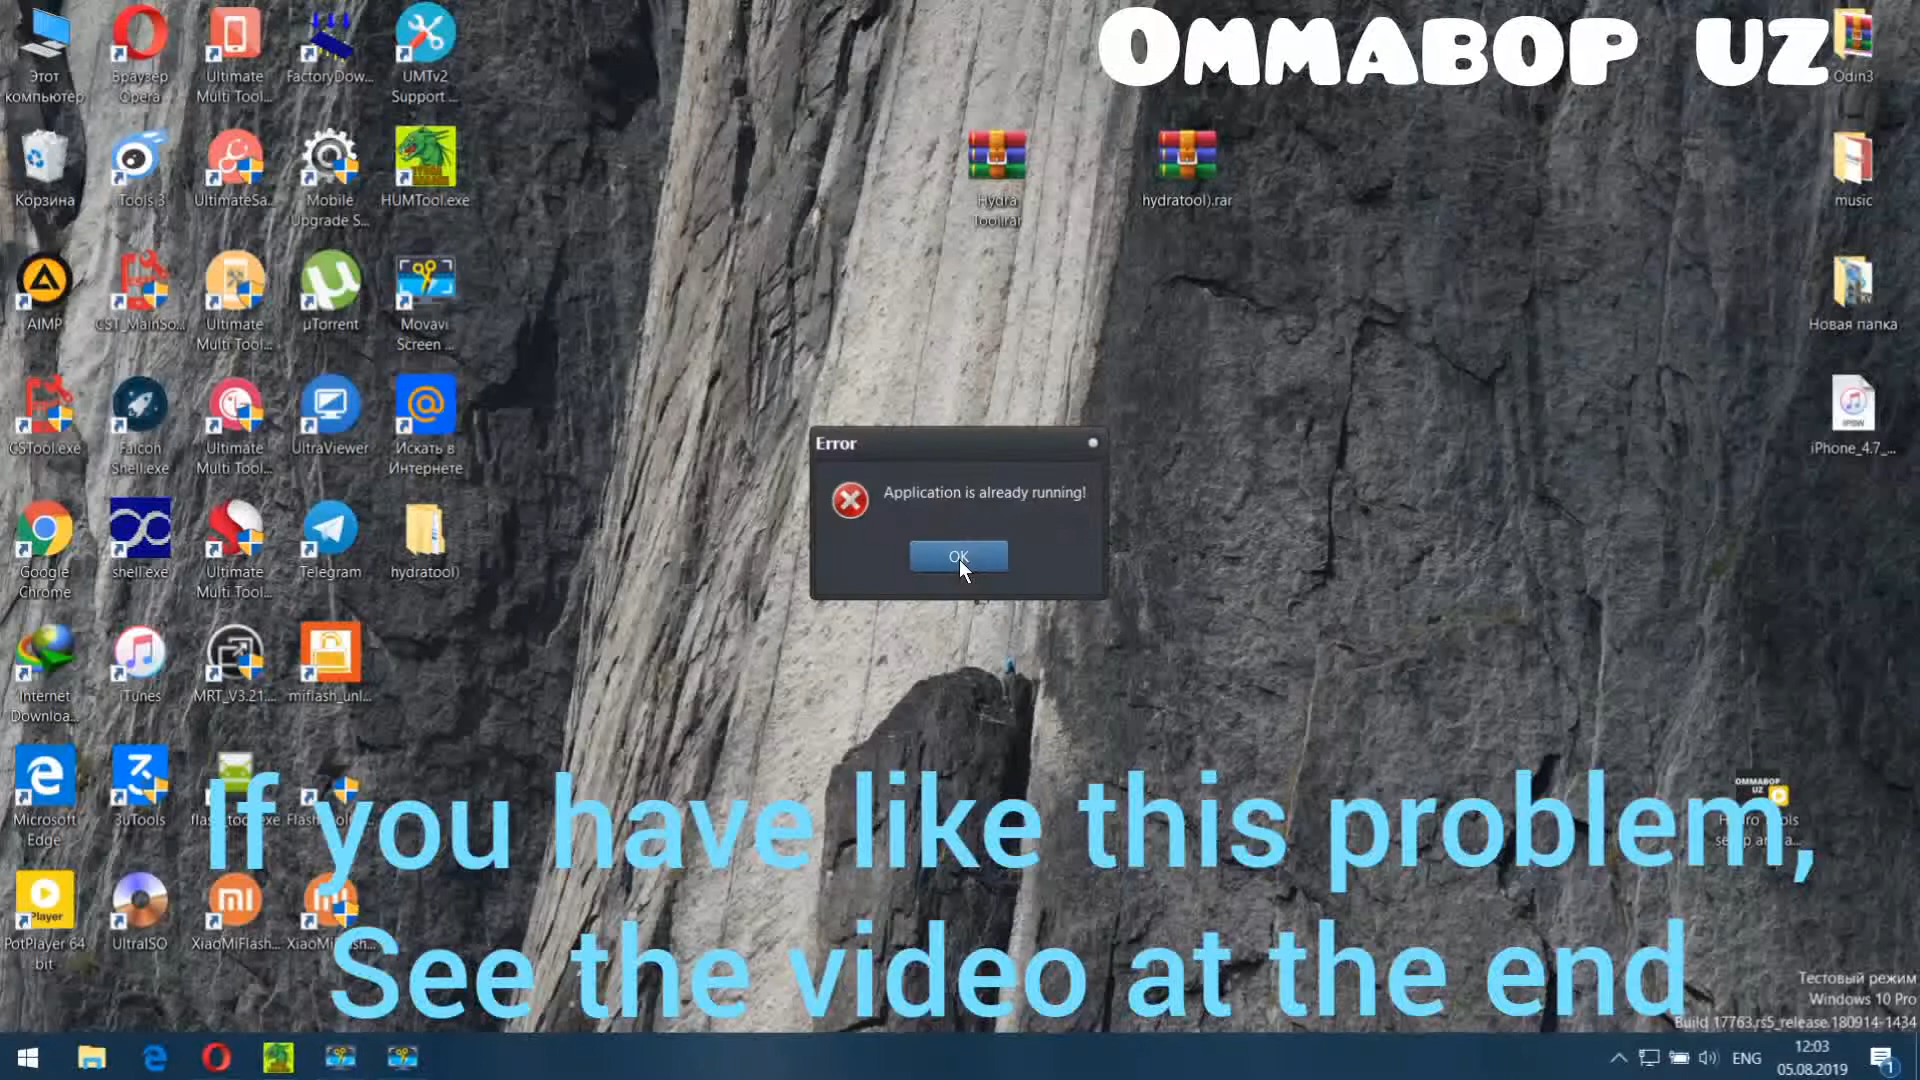 Оммавор uz
Этот
компьютер
Браузер
Opera
Ultimate
Multi Tool...
FactoryDow...
UMTv2
Support ...
Odin3
Корзина
Tools 3
UltimateSa...
Mobile
Upgrade S...
HUMTool.exe
Hydra
Tool.rar
hydratool).rar
music
AIMP
CST_MainSo...
Ultimate
Multi Tool...
µTorrent
Movavi
Screen ...
Новая папка
CSTool.exe
Falcon
Shell.exe
Ultimate
Multi Tool...
UltraViewer
Искать в
Интернете
iPhone_4.7_...
Error
Application is already running!
OK
Google
Chrome
shell.exe
Ultimate
Multi Tool...
Telegram
hydratool)
Internet
Downloa...
iTunes
MRT_V3.21....
miflash_unl...
Microsoft
Edge
3uTools
If you have like this problem,
See the video at the end
Player
PotPlayer 64
bit
UltraISO
XiaoMiFlash...
XiaoMiFlash...
OMMABOP
UZ
Тестовый режим
Windows 10 Pro
Build 17763.rs5_release.180914-1434
ENG
12:03
05.08.2019
1